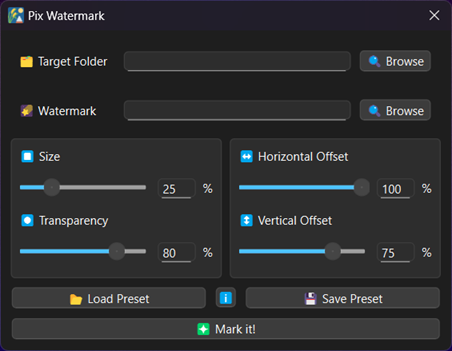 Pix Watermark
Target Folder Browse
Watermark Browse
Size Horizontal Offset
25 % 100 %
Transparency Vertical Offset
80 % 75 %
Load Preset Save Preset
Mark it!